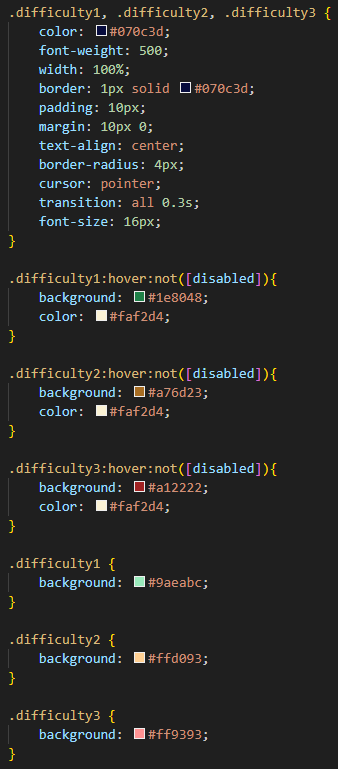 .difficulty1, .difficulty2, .difficulty3 {
    color: #070c3d;
    font-weight: 500;
    width: 100%;
    border: 1px solid #070c3d;
    padding: 10px;
    margin: 10px 0;
    text-align: center;
    border-radius: 4px;
    cursor: pointer;
    transition: all 0.3s;
    font-size: 16px;
}

.difficulty1:hover:not([disabled]){
    background: #1e8048;
    color: #faf2d4;
}

.difficulty2:hover:not([disabled]){
    background: #a76d23;
    color: #faf2d4;
}

.difficulty3:hover:not([disabled]){
    background: #a12222;
    color: #faf2d4;
}

.difficulty1 {
    background: #9aeabc;
}

.difficulty2 {
    background: #ffd093;
}

.difficulty3 {
    background: #ff9393;
}